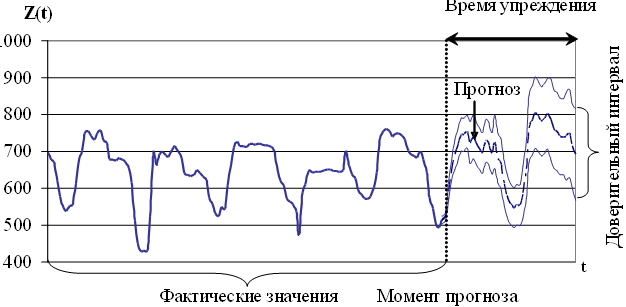 Z(t)
Время упреждения
1000
900
800
700
600
500
400
Прогноз
Доверительный интервал
t
Фактические значения
Момент прогноза